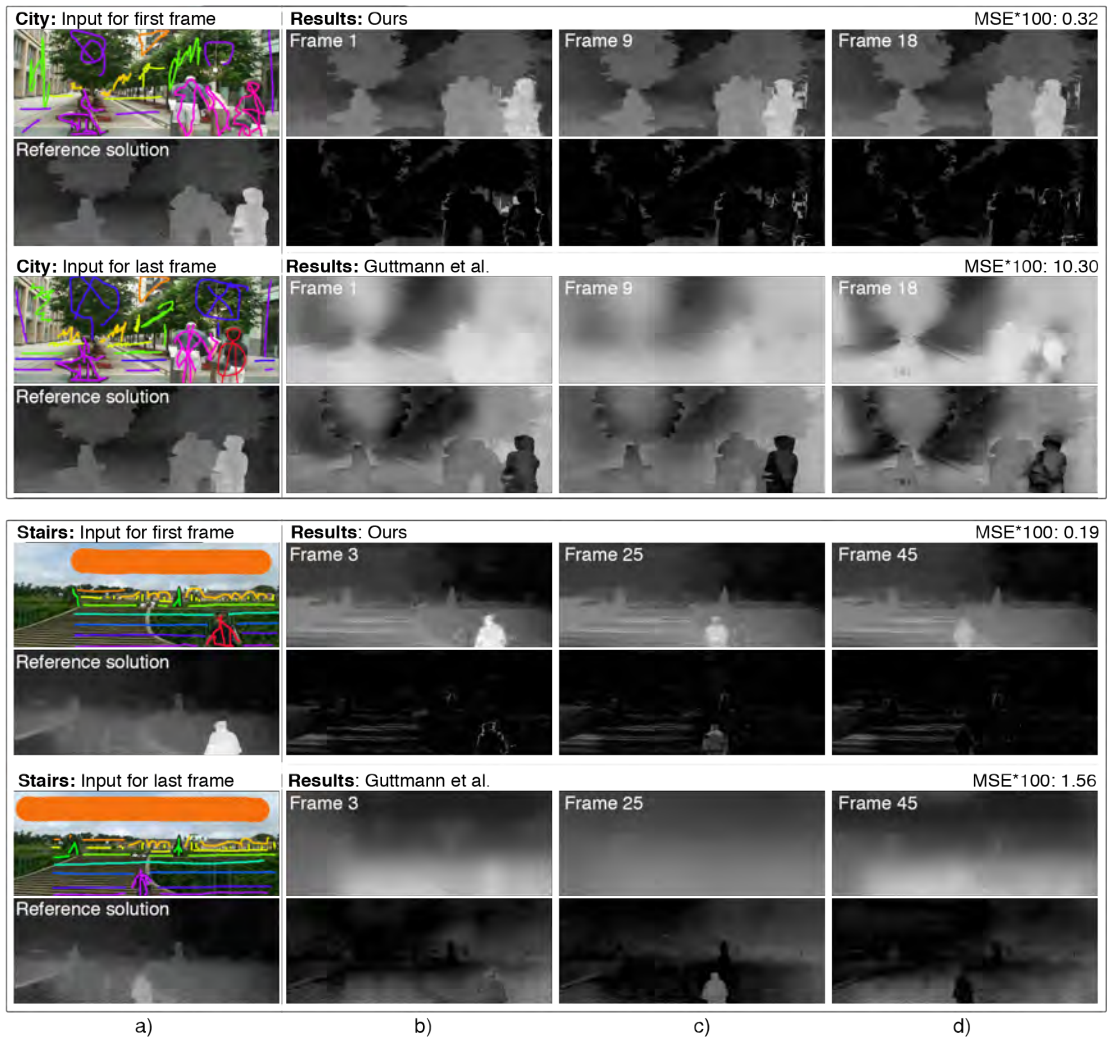 City: Input for first frame
Results: Ours
MSE*100: 0.32
Frame 1
Frame 9
Frame 18
Reference solution
City: Input for last frame
Results: Guttmann et al.
MSE*100: 10.30
Frame 1
Frame 9
Frame 18
Reference solution
Stairs: Input for first frame
Results: Ours
MSE*100: 0.19
Frame 3
Frame 25
Frame 45
Reference solution
Stairs: Input for last frame
Results: Guttmann et al.
MSE*100: 1.56
Frame 3
Frame 25
Frame 45
Reference solution
a)
b)
c)
d)